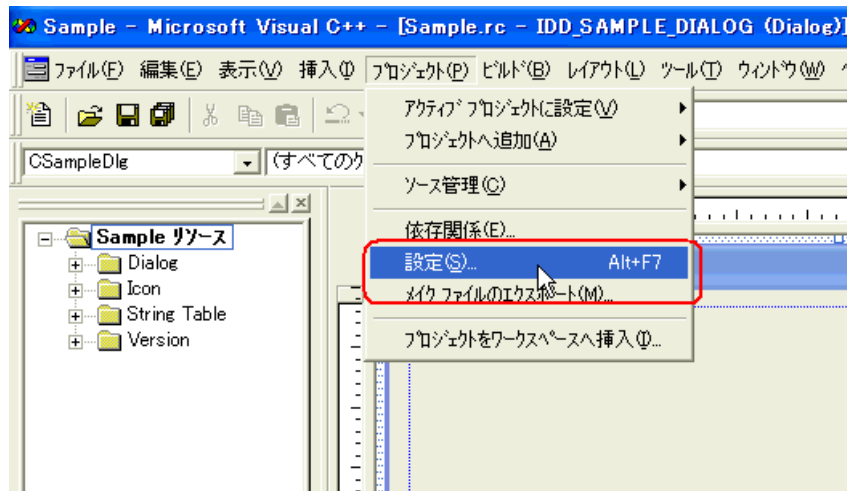 Sample - Microsoft Visual C++ - [Sample.rc - IDD_SAMPLE_DIALOG (Dialog)]
ファイル(F) 編集(E) 表示(V) 挿入(I) プロジェクト(P) ビルド(B) レイアウト(L) ツール(T) ウィンドウ(W)
アクティブ プロジェクトに設定(V)
プロジェクトへ追加(A)
CSampleDlg (すべてのク
ソース管理(C)
依存関係(E)...
Sample リソース
Dialog
設定(S)... Alt+F7
Icon
メイク ファイルのエクスポート(M)...
String Table
Version
プロジェクトをワークスペースへ挿入(I)...